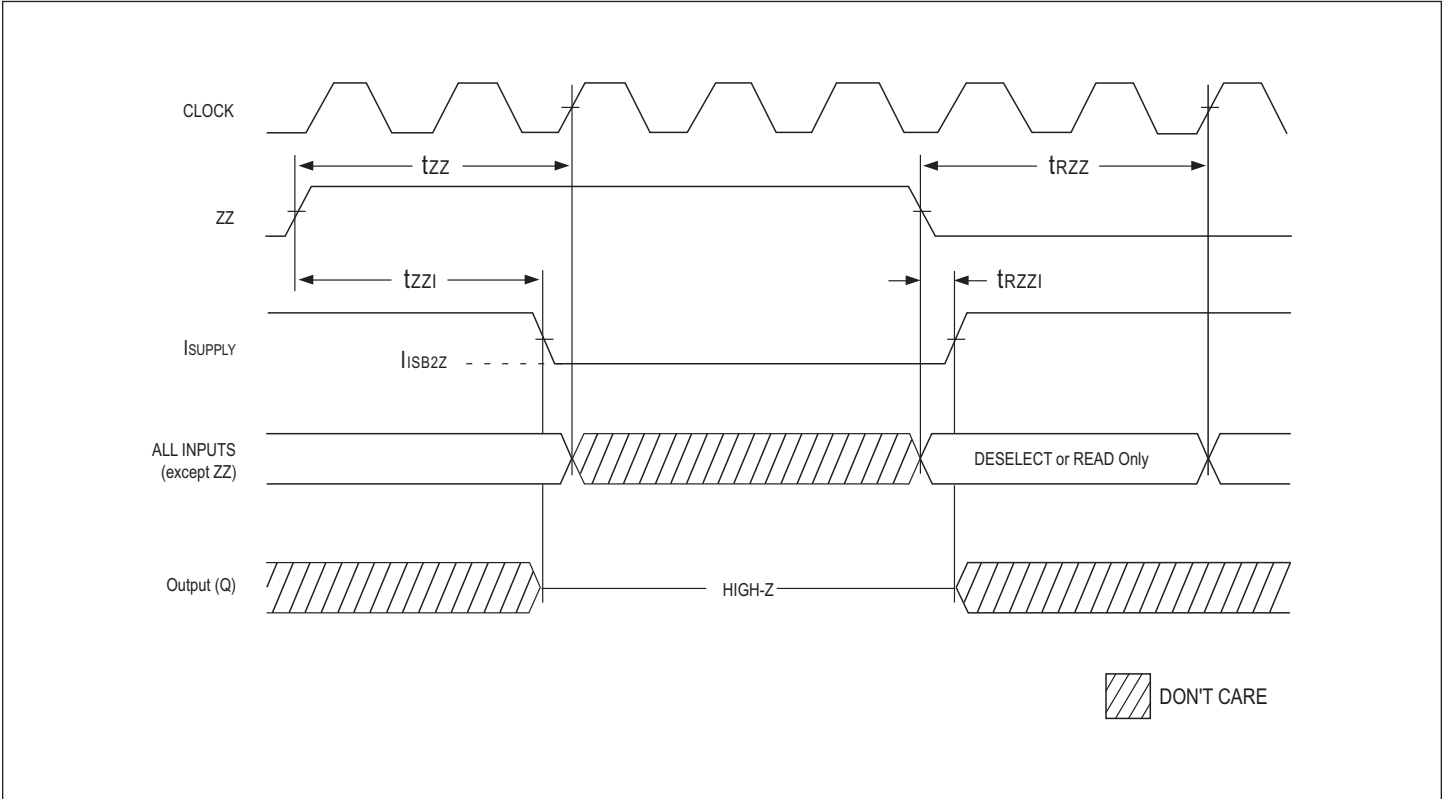 CLOCK
tzz
tRZZ
ZZ
tZZI
tRZZI
ISUPPLY
IISB2Z
ALL INPUTS
(except ZZ)
DESELECT or READ Only
Output (Q)
HIGH-Z
DON'T CARE